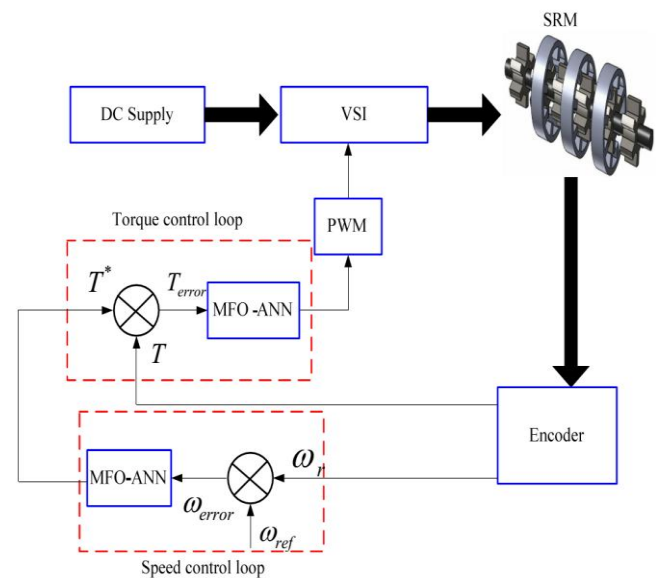 SRM
DC Supply
VSI
PWM
Torque control loop
T*
T_error
MFO -ANN
T
Encoder
MFO-ANN
ω_r
ω_error
ω_ref
Speed control loop